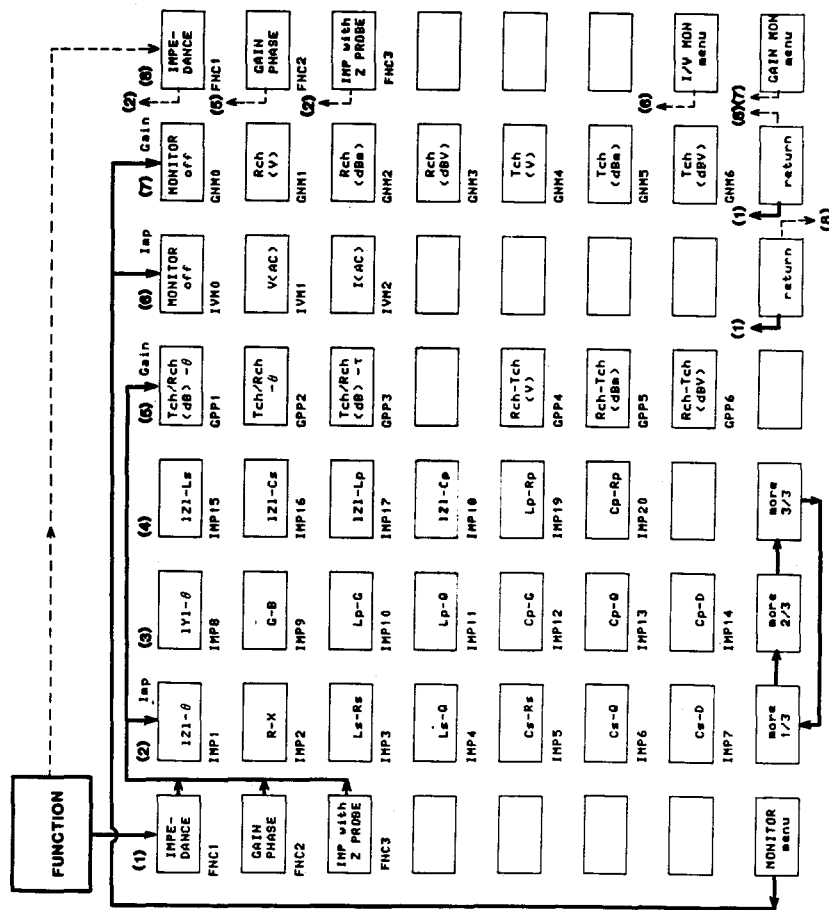 FUNCTION
(1)
IMPE-
DANCE
FNC1
GAIN
PHASE
FNC2
IMP with
Z PROBE
FNC3
MONITOR
menu
(2) Imp
|Z|-θ
IMP1
R-X
IMP2
Ls-Rs
IMP3
Ls-Q
IMP4
Cs-Rs
IMP5
Cs-Q
IMP6
Cs-D
IMP7
more
1/3
(3)
|Y|-θ
IMP8
G-B
IMP9
Lp-G
IMP10
Lp-Q
IMP11
Cp-G
IMP12
Cp-Q
IMP13
Cp-D
IMP14
more
2/3
(4)
|Z|-Ls
IMP15
|Z|-Cs
IMP16
|Z|-Lp
IMP17
|Z|-Cp
IMP18
Lp-Rp
IMP19
Cp-Rp
IMP20
more
3/3
(5) Gain
Tch/Rch
(dB)-θ
GPP1
Tch/Rch
-θ
GPP2
Tch/Rch
(dB)-τ
GPP3
Rch-Tch
(V)
GPP4
Rch-Tch
(dBm)
GPP5
Rch-Tch
(dBV)
GPP6
(6) Imp
MONITOR
off
IVM0
V(AC)
IVM1
I(AC)
IVM2
(1)
return
(8)
(7) Gain
MONITOR
off
GNM0
Rch
(V)
GNM1
Rch
(dBm)
GNM2
Rch
(dBV)
GNM3
Tch
(V)
GNM4
Tch
(dBm)
GNM5
Tch
(dBV)
GNM6
(1)
return
(8)
(8)
(2)
IMPE-
DANCE
FNC1
(5)
GAIN
PHASE
FNC2
(2)
IMP with
Z PROBE
FNC3
(6)
I/V MON
menu
(7)
GAIN MON
menu